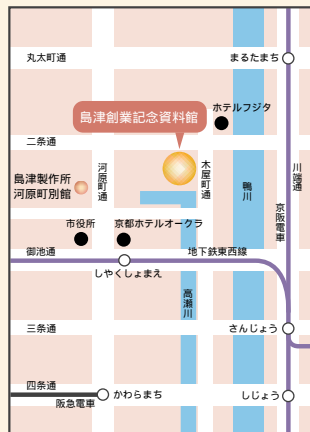 丸太町通
まるたまち
ホテルフジタ
島津創業記念資料館
二条通
河原町通
木屋町通
川端通
鴨川
京阪電車
島津製作所
河原町別館
市役所
京都ホテルオークラ
御池通
地下鉄東西線
しやくしょまえ
高瀬川
三条通
さんじょう
四条通
阪急電車
かわらまち
しじょう